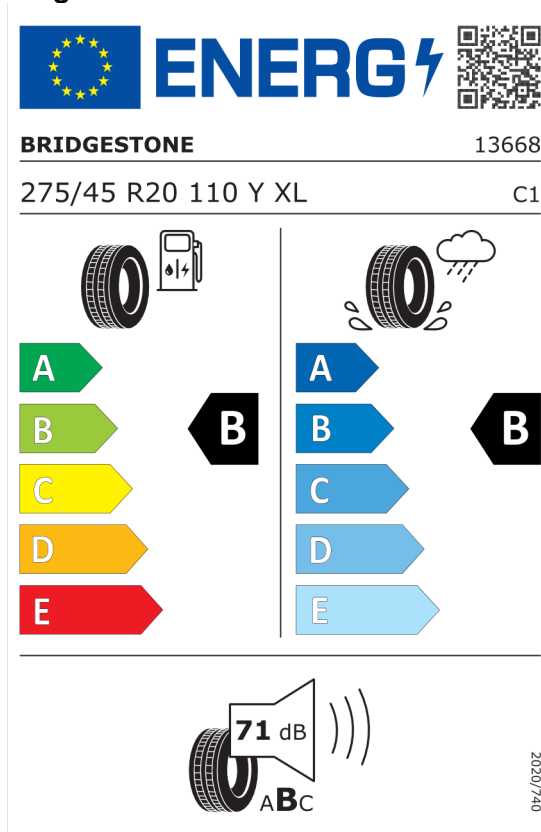 ENERG
BRIDGESTONE 13668
275/45 R20 110 Y XL C1
A A
B B B B
C C
D D
E E
71 dB
ABC
2020/740